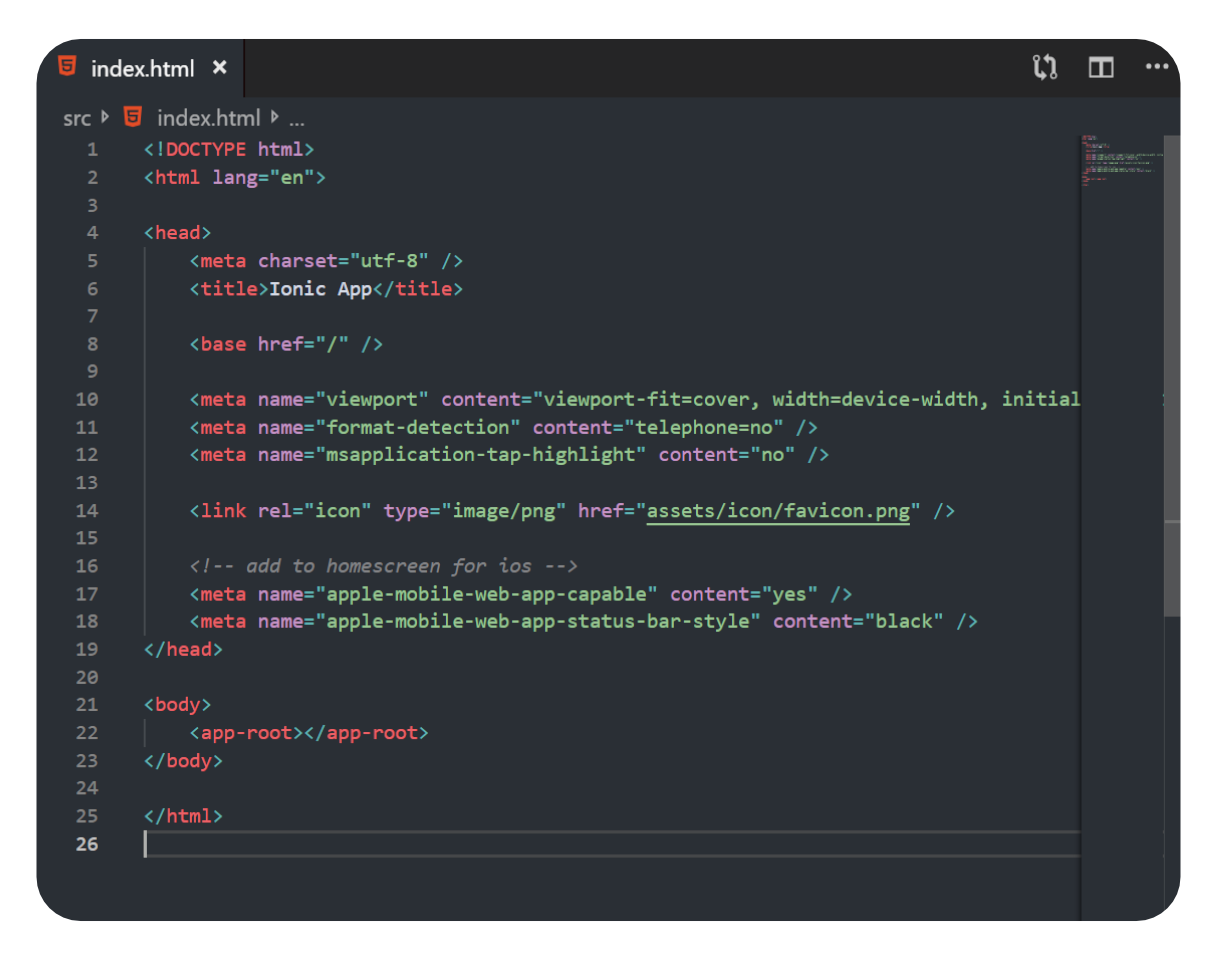 index.html ×
src index.html ...
1 <!DOCTYPE html>
2 <html lang="en">
3
4 <head>
5 <meta charset="utf-8" />
6 <title>Ionic App</title>
7
8 <base href="/" />
9
10 <meta name="viewport" content="viewport-fit=cover, width=device-width, initial
11 <meta name="format-detection" content="telephone=no" />
12 <meta name="msapplication-tap-highlight" content="no" />
13
14 <link rel="icon" type="image/png" href="assets/icon/favicon.png" />
15
16 <!-- add to homescreen for ios -->
17 <meta name="apple-mobile-web-app-capable" content="yes" />
18 <meta name="apple-mobile-web-app-status-bar-style" content="black" />
19 </head>
20
21 <body>
22 <app-root></app-root>
23 </body>
24
25 </html>
26